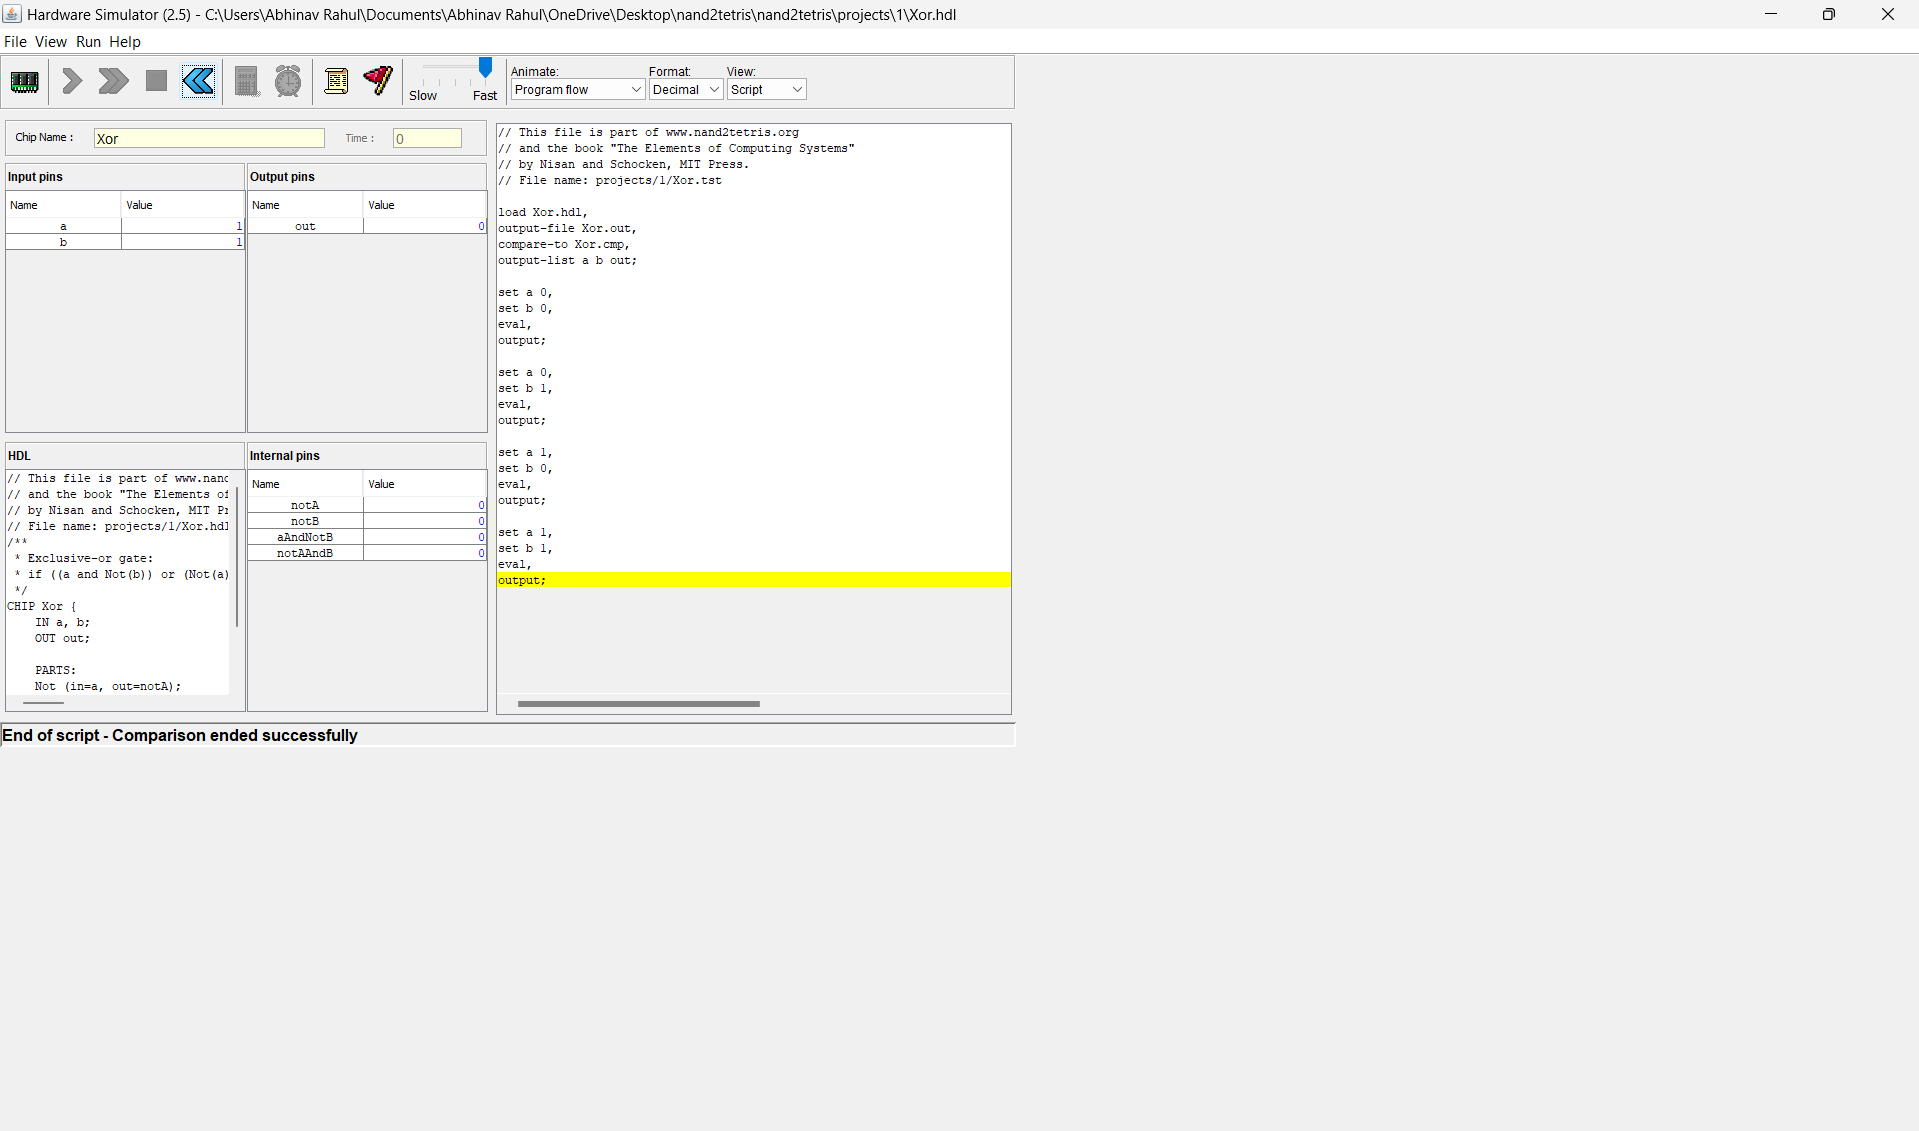 Hardware Simulator (2.5) - C:\Users\Abhinav Rahul\Documents\Abhinav Rahul\OneDrive\Desktop\nand2tetris\nand2tetris\projects\1\Xor.hdl
File View Run Help
Slow Fast
Animate:
Program flow
Format:
Decimal
View:
Script
Chip Name : Xor Time : 0
Input pins
Name Value
a 1
b 1
Output pins
Name Value
out 0
HDL
// This file is part of www.nand
// and the book "The Elements of
// by Nisan and Schocken, MIT Pr
// File name: projects/1/Xor.hdl
/**
* Exclusive-or gate:
* if ((a and Not(b)) or (Not(a)
*/
CHIP Xor {
IN a, b;
OUT out;
PARTS:
Not (in=a, out=notA);
Internal pins
Name Value
notA 0
notB 0
aAndNotB 0
notAAndB 0
// This file is part of www.nand2tetris.org
// and the book "The Elements of Computing Systems"
// by Nisan and Schocken, MIT Press.
// File name: projects/1/Xor.tst
load Xor.hdl,
output-file Xor.out,
compare-to Xor.cmp,
output-list a b out;
set a 0,
set b 0,
eval,
output;
set a 0,
set b 1,
eval,
output;
set a 1,
set b 0,
eval,
output;
set a 1,
set b 1,
eval,
output;
End of script - Comparison ended successfully